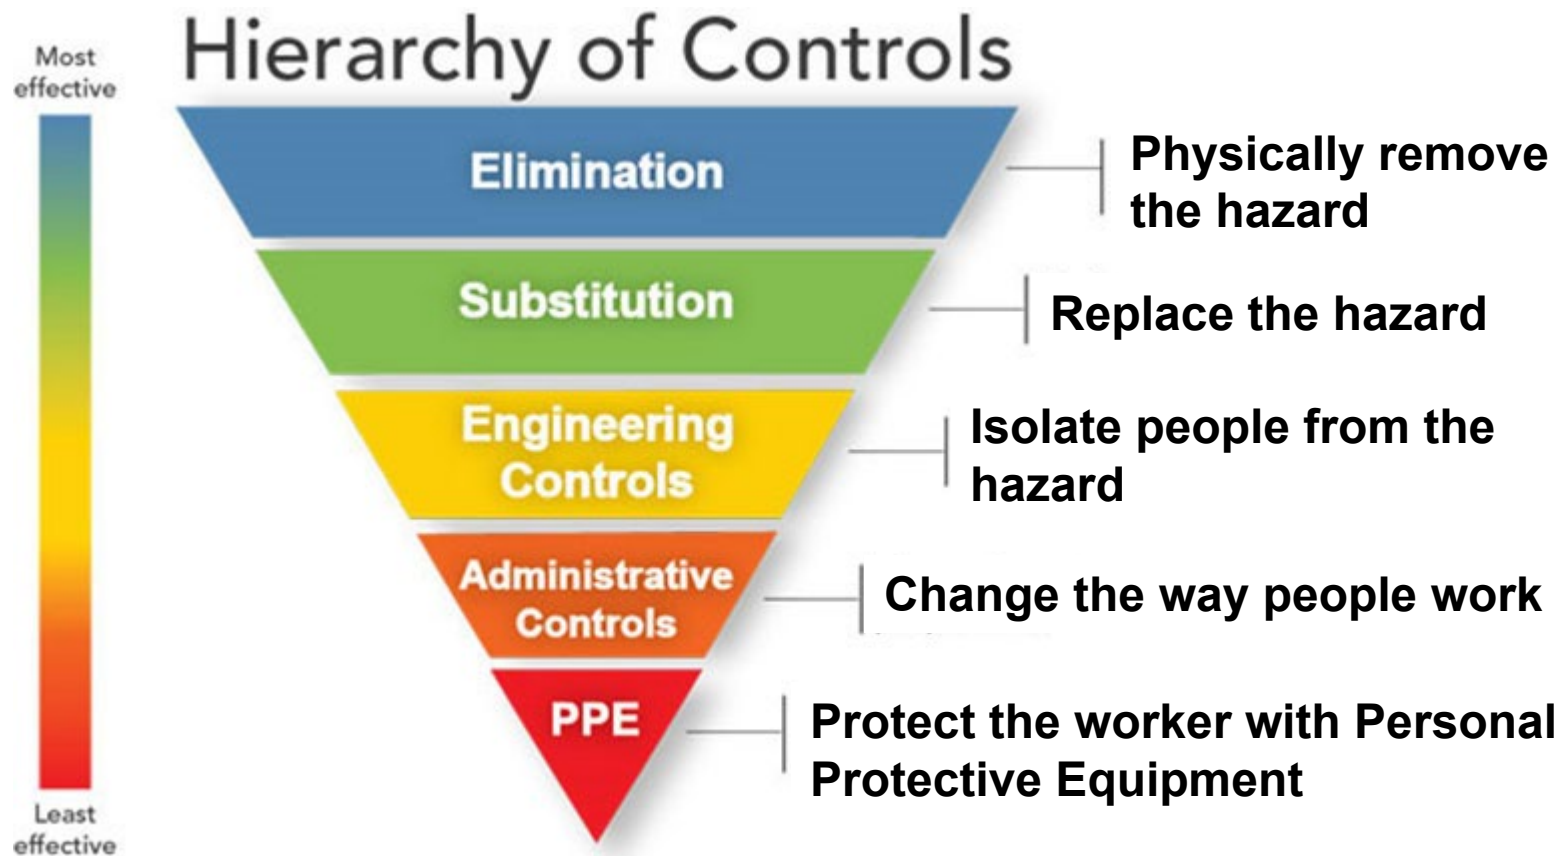 Hierarchy of Controls
Most
effective
Elimination
Physically remove
the hazard
Substitution
Replace the hazard
Engineering
Controls
Isolate people from the
hazard
Administrative
Controls
Change the way people work
PPE
Protect the worker with Personal
Protective Equipment
Least
effective